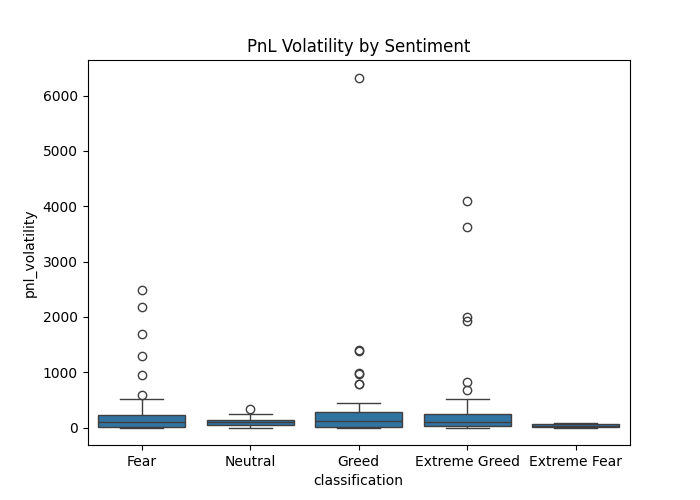 PnL Volatility by Sentiment
6000
5000
4000
3000
2000
1000
0
pnl_volatility
Fear Neutral Greed Extreme Greed Extreme Fear
classification